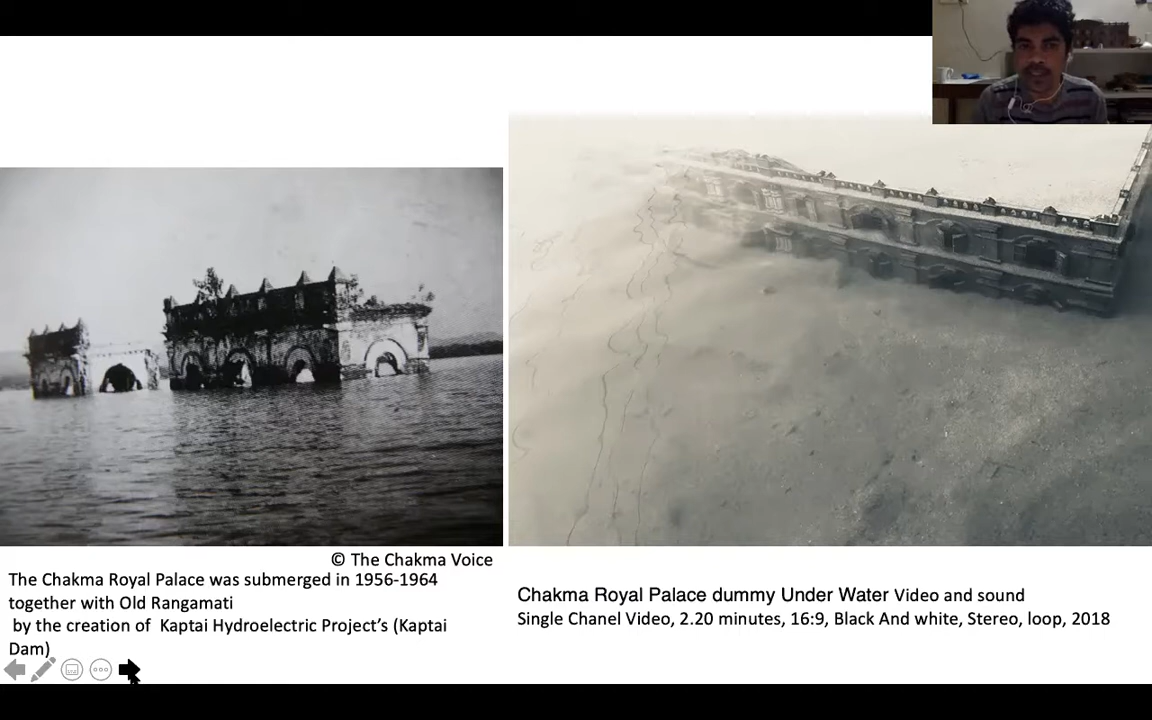 © The Chakma Voice
The Chakma Royal Palace was submerged in 1956-1964
together with Old Rangamati
by the creation of Kaptai Hydroelectric Project’s (Kaptai
Dam)
Chakma Royal Palace dummy Under Water Video and sound
Single Chanel Video, 2.20 minutes, 16:9, Black And white, Stereo, loop, 2018